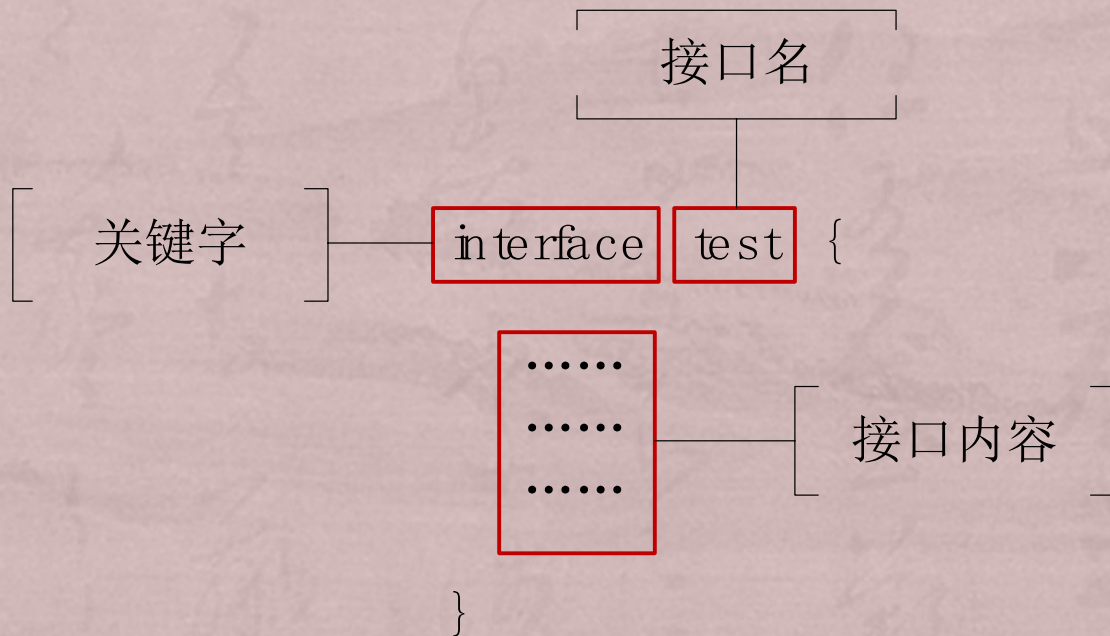 接口名
关键字 interface test {
……
……
……
接口内容
}